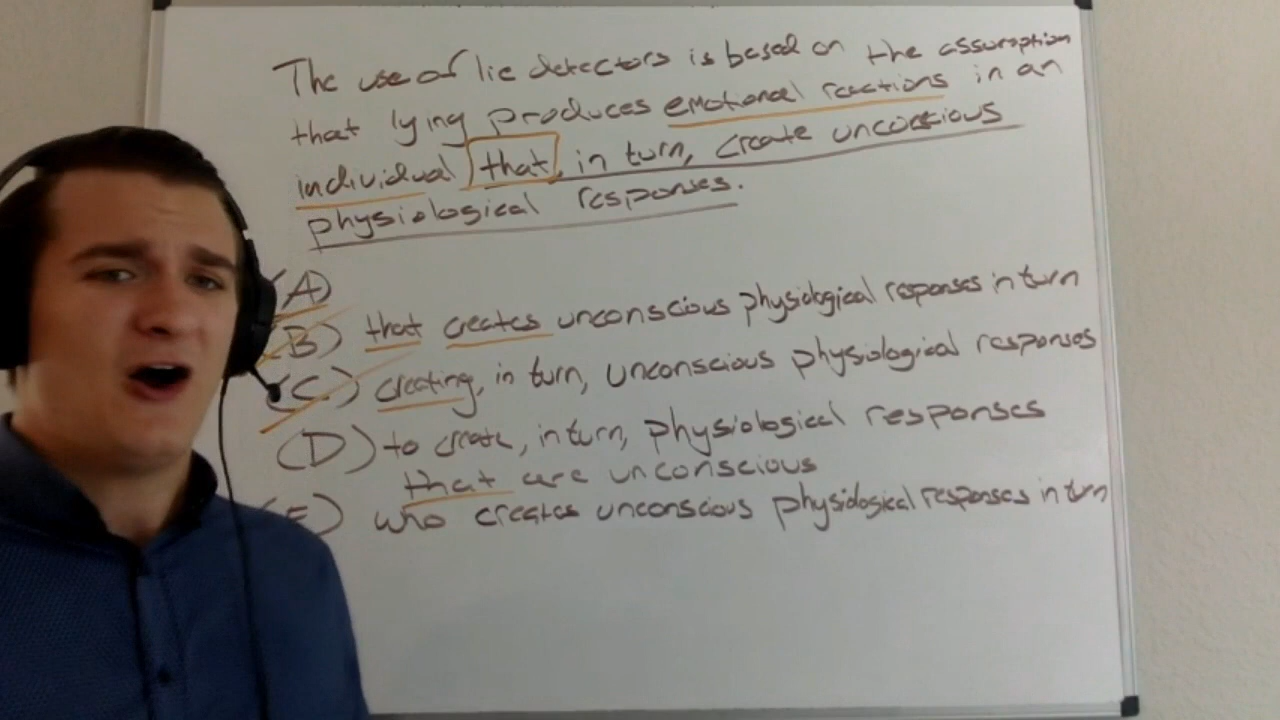 The use of lie detectors is based on the assumption
that lying produces emotional reactions in an
individual that, in turn, create unconscious
physiological responses.
(A)
(B) that creates unconscious physiological responses in turn
(C) creating, in turn, unconscious physiological responses
(D) to create, in turn, physiological responses
that are unconscious
(E) who creates unconscious physiological responses in turn